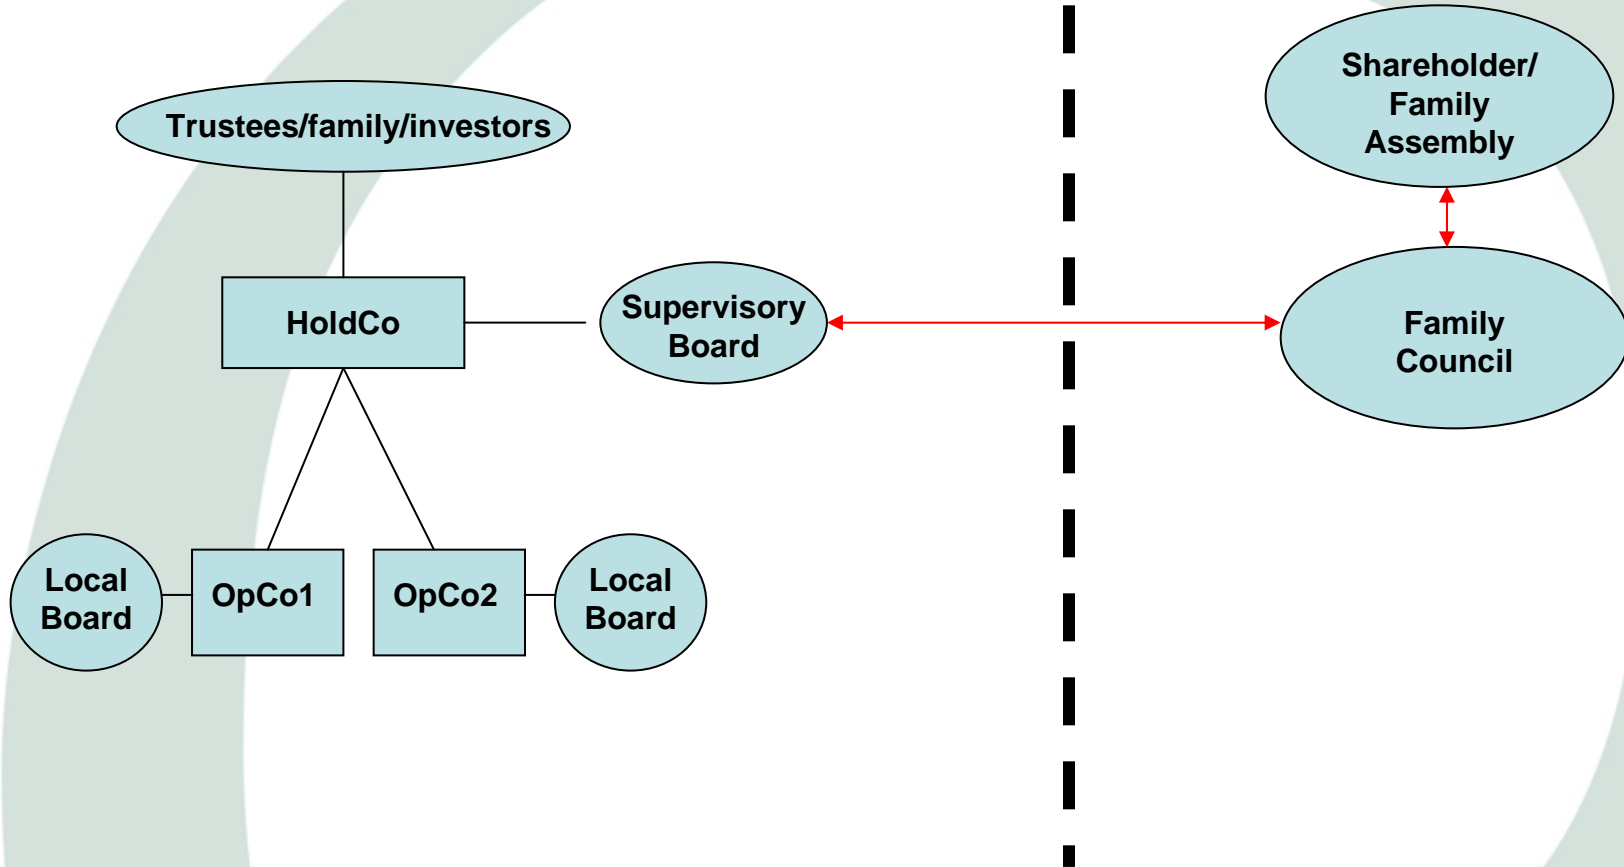 Shareholder/
Family
Assembly
Trustees/family/investors
HoldCo
Supervisory
Board
Family
Council
Local
Board
OpCo1
OpCo2
Local
Board